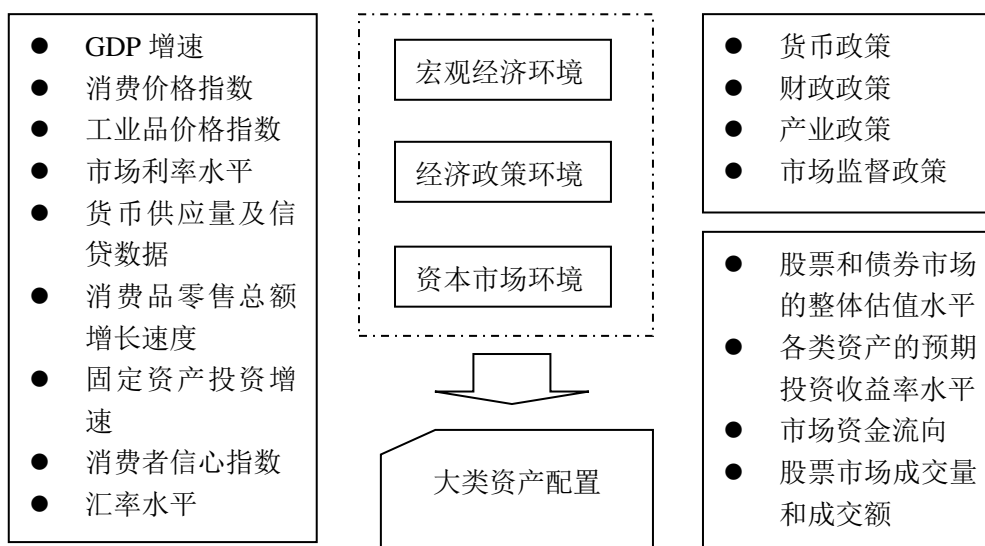 ● GDP 增速
● 消费价格指数
● 工业品价格指数
● 市场利率水平
● 货币供应量及信
贷数据
● 消费品零售总额
增长速度
● 固定资产投资增
速
● 消费者信心指数
● 汇率水平
宏观经济环境
经济政策环境
资本市场环境
大类资产配置
● 货币政策
● 财政政策
● 产业政策
● 市场监督政策
● 股票和债券市场
的整体估值水平
● 各类资产的预期
投资收益率水平
● 市场资金流向
● 股票市场成交量
和成交额